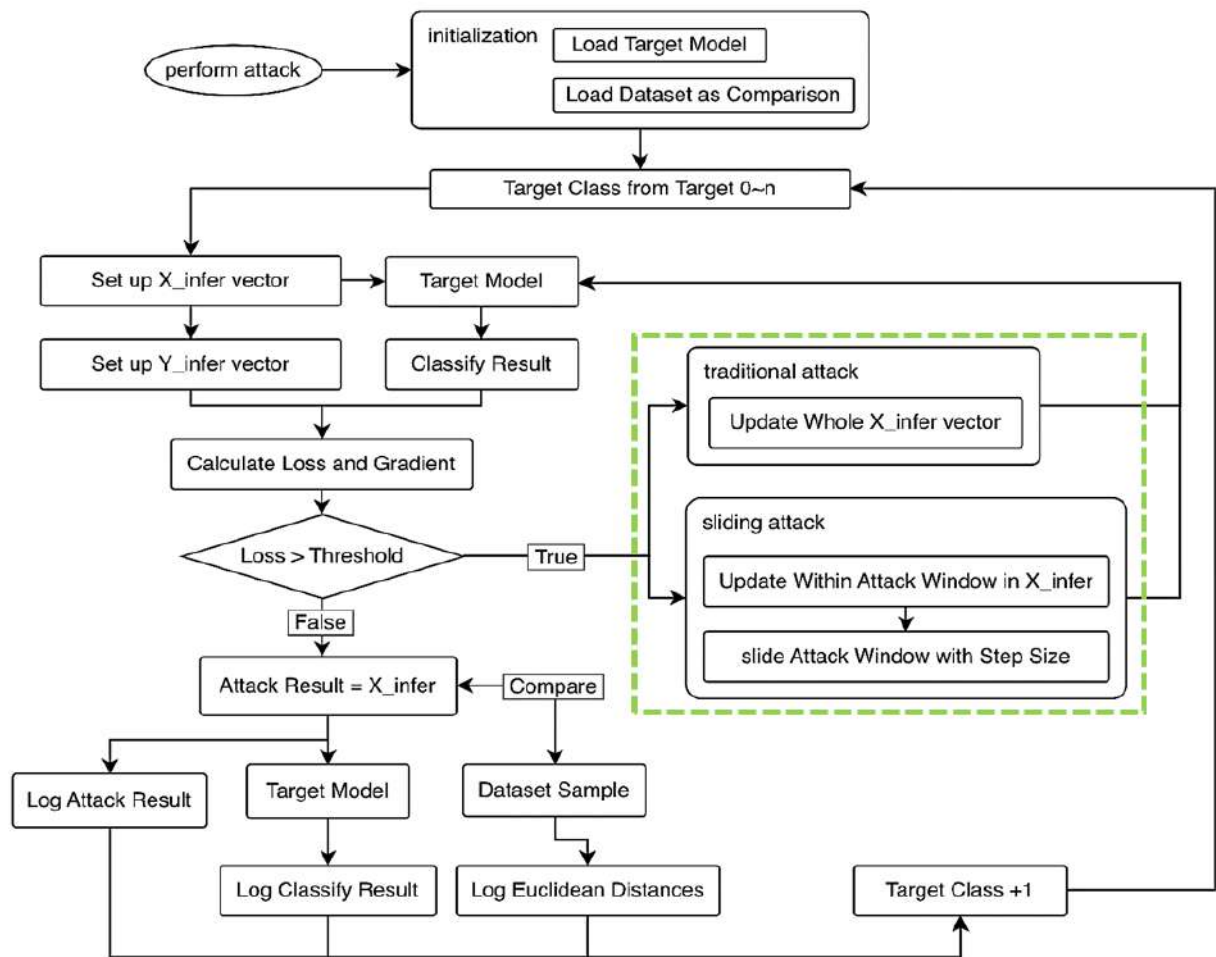 initialization
Load Target Model
perform attack
Load Dataset as Comparison
Target Class from Target 0~n
Set up X_infer vector
Target Model
Set up Y_infer vector
Classify Result
traditional attack
Update Whole X_infer vector
Calculate Loss and Gradient
sliding attack
Loss > Threshold
True
Update Within Attack Window in X_infer
False
slide Attack Window with Step Size
Attack Result = X_infer
Compare
Log Attack Result
Target Model
Dataset Sample
Log Classify Result
Log Euclidean Distances
Target Class +1